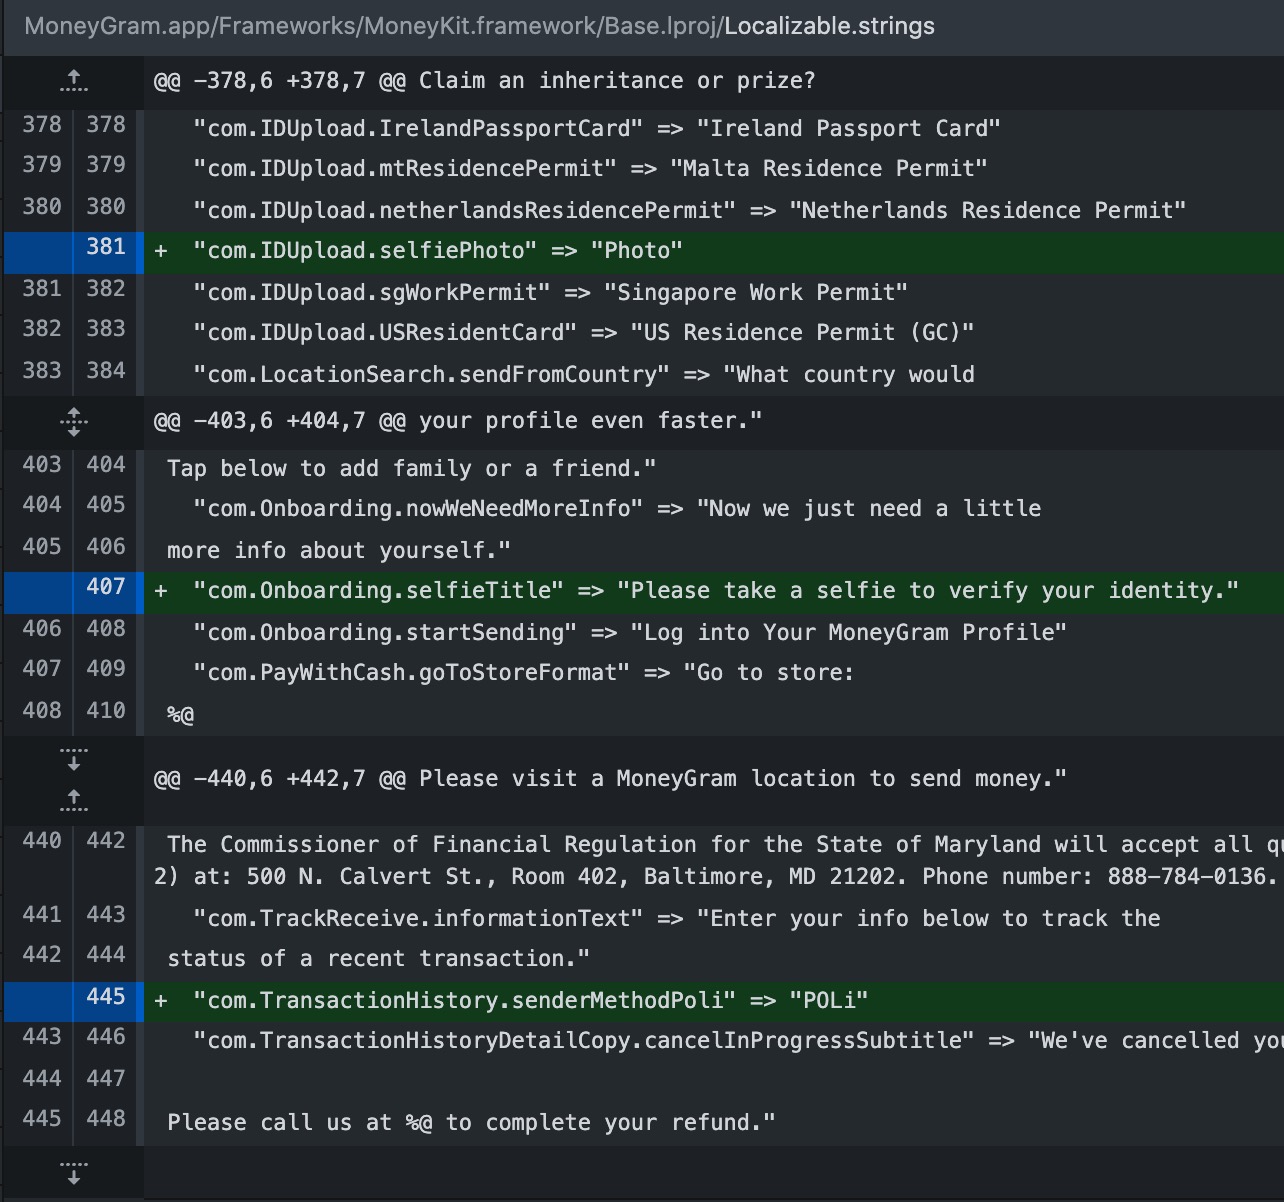 MoneyGram.app/Frameworks/MoneyKit.framework/Base.lproj/Localizable.strings
@@ -378,6 +378,7 @@ Claim an inheritance or prize?
378 378 "com.IDUpload.IrelandPassportCard" => "Ireland Passport Card"
379 379 "com.IDUpload.mtResidencePermit" => "Malta Residence Permit"
380 380 "com.IDUpload.netherlandsResidencePermit" => "Netherlands Residence Permit"
381 + "com.IDUpload.selfiePhoto" => "Photo"
381 382 "com.IDUpload.sgWorkPermit" => "Singapore Work Permit"
382 383 "com.IDUpload.USResidentCard" => "US Residence Permit (GC)"
383 384 "com.LocationSearch.sendFromCountry" => "What country would
@@ -403,6 +404,7 @@ your profile even faster."
403 404 Tap below to add family or a friend."
404 405 "com.Onboarding.nowWeNeedMoreInfo" => "Now we just need a little
405 406 more info about yourself."
407 + "com.Onboarding.selfieTitle" => "Please take a selfie to verify your identity."
406 408 "com.Onboarding.startSending" => "Log into Your MoneyGram Profile"
407 409 "com.PayWithCash.goToStoreFormat" => "Go to store:
408 410 %@
@@ -440,6 +442,7 @@ Please visit a MoneyGram location to send money."
440 442 The Commissioner of Financial Regulation for the State of Maryland will accept all
2) at: 500 N. Calvert St., Room 402, Baltimore, MD 21202. Phone number: 888-784-0136.
441 443 "com.TrackReceive.informationText" => "Enter your info below to track the
442 444 status of a recent transaction."
445 + "com.TransactionHistory.senderMethodPoli" => "POLi"
443 446 "com.TransactionHistoryDetailCopy.cancelInProgressSubtitle" => "We've cancelled
444 447
445 448 Please call us at %@ to complete your refund."